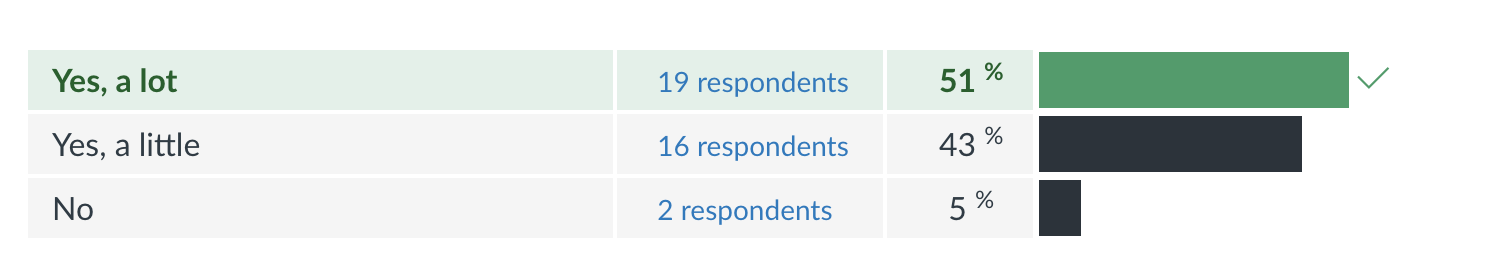 Yes, a lot 19 respondents 51 %
Yes, a little 16 respondents 43 %
No 2 respondents 5 %